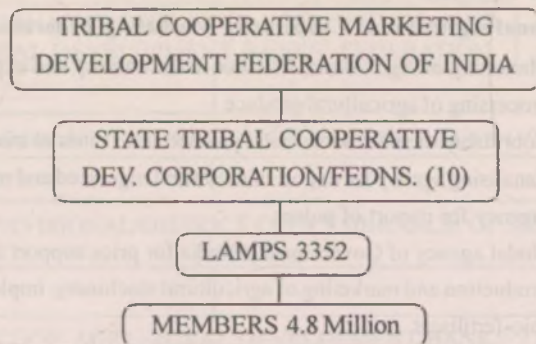 TRIBAL COOPERATIVE MARKETING
DEVELOPMENT FEDERATION OF INDIA
STATE TRIBAL COOPERATIVE
DEV. CORPORATION/FEDNS. (10)
LAMPS 3352
MEMBERS 4.8 Million